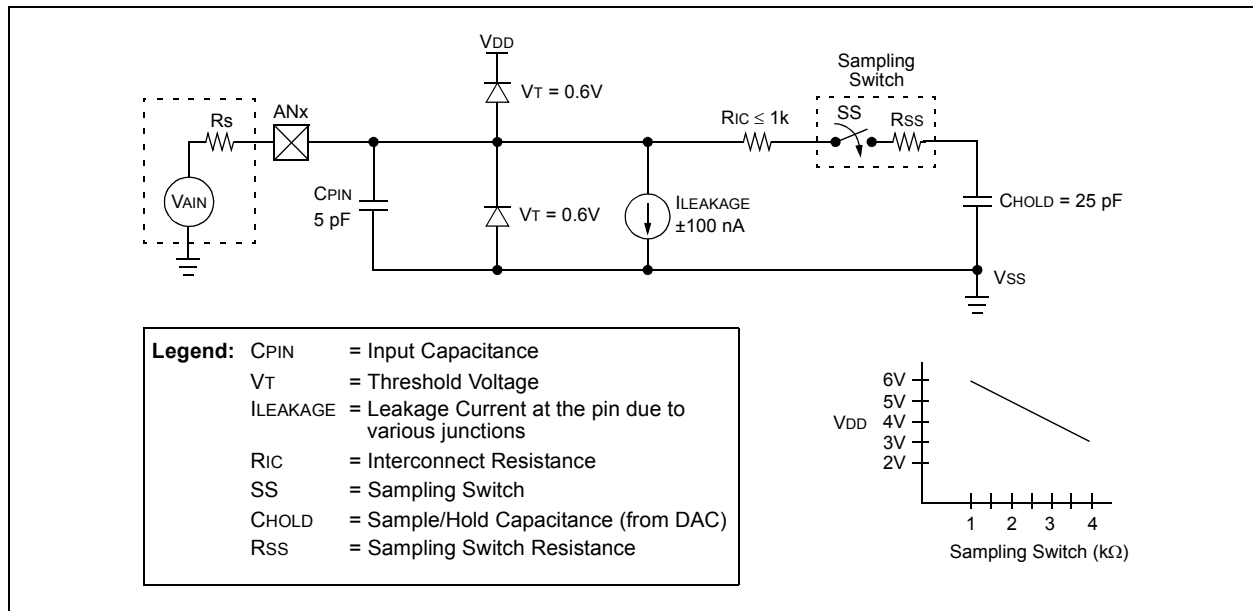 VDD
Sampling
Switch
VT = 0.6V
Rs
ANx
RIC ≤ 1k
SS
RSS
VAIN
CPIN
5 pF
VT = 0.6V
ILEAKAGE
±100 nA
CHOLD = 25 pF
VSS
Legend: CPIN = Input Capacitance
VT = Threshold Voltage
ILEAKAGE = Leakage Current at the pin due to
various junctions
RIC = Interconnect Resistance
SS = Sampling Switch
CHOLD = Sample/Hold Capacitance (from DAC)
RSS = Sampling Switch Resistance
6V
5V
VDD 4V
3V
2V
1 2 3 4
Sampling Switch (kΩ)